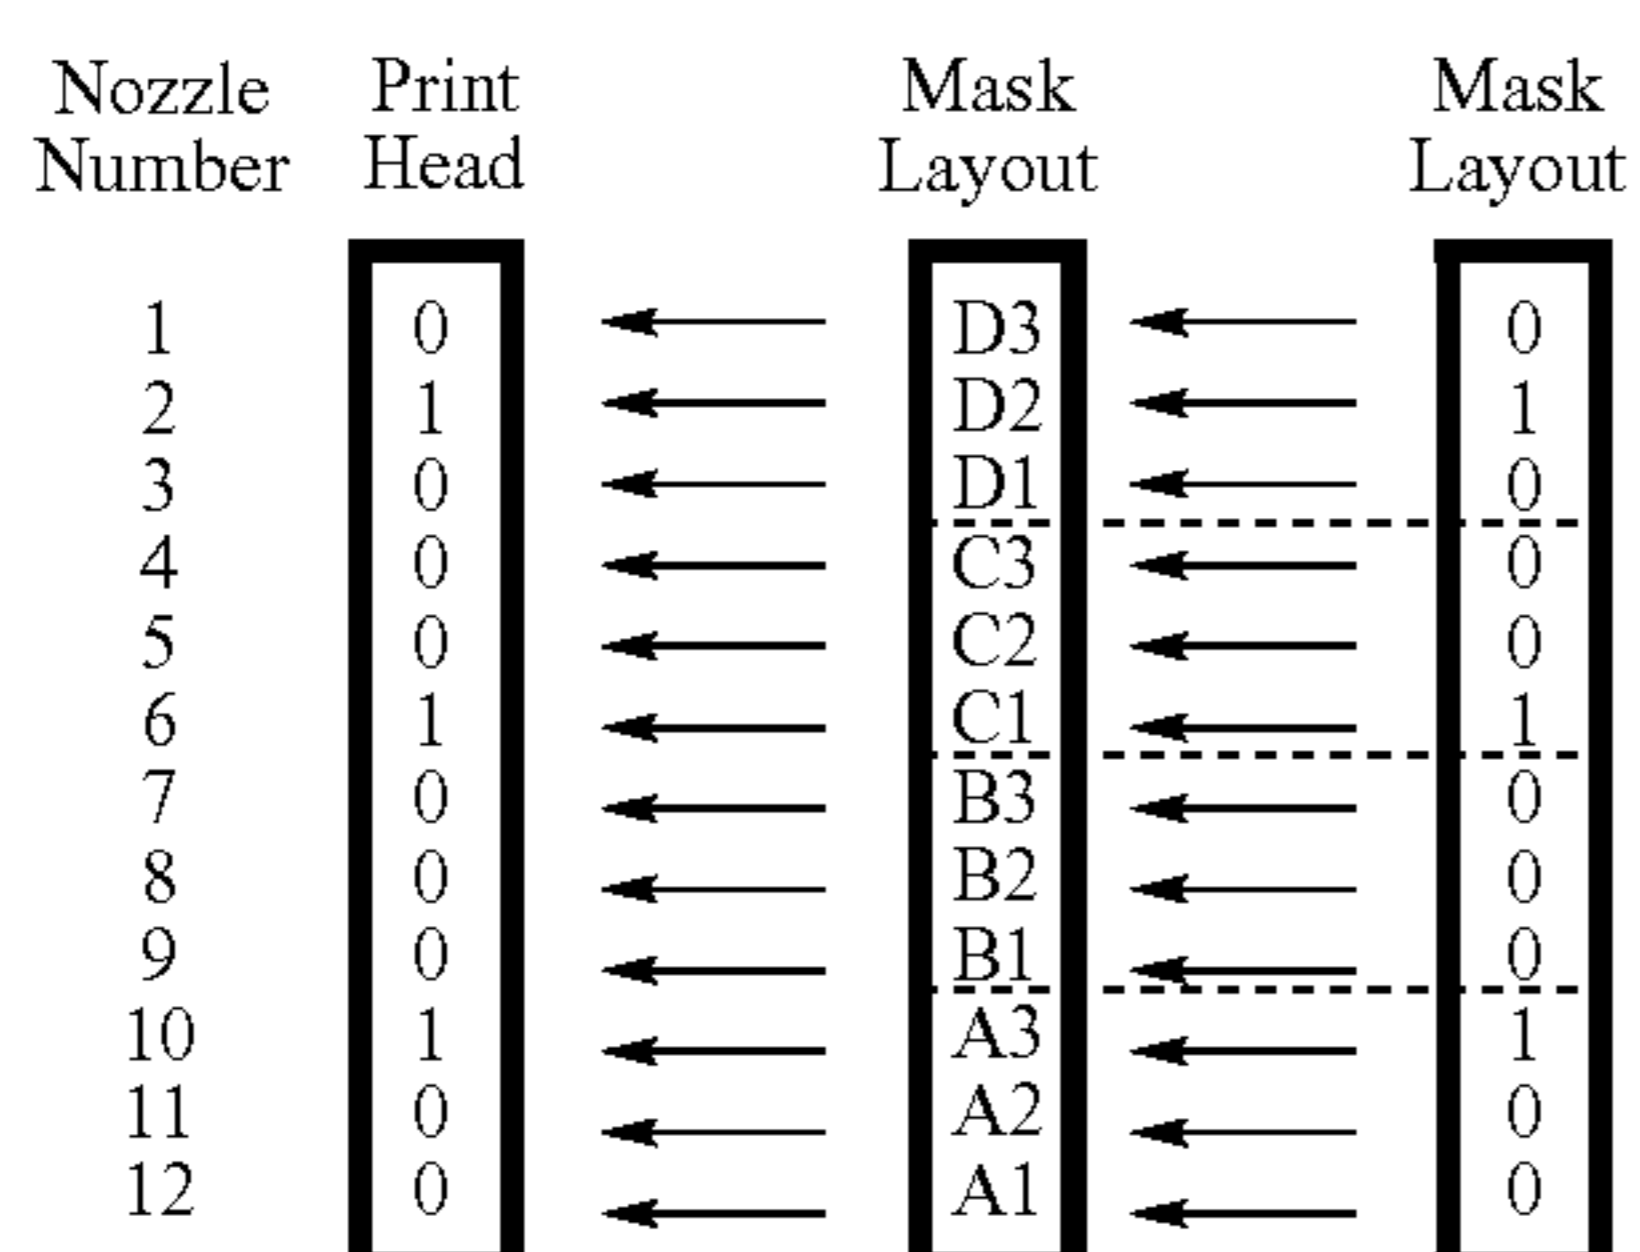 Nozzle Print Mask Mask
Number Head Layout Layout
1 0 D3 0
2 1 D2 1
3 0 D1 0
4 0 C3 0
5 0 C2 0
6 1 C1 1
7 0 B3 0
8 0 B2 0
9 0 B1 0
10 1 A3 1
11 0 A2 0
12 0 A1 0